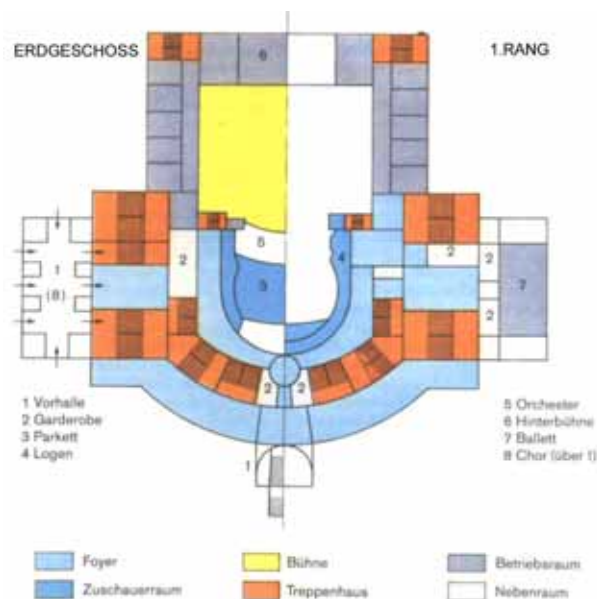 ERDGESCHOSS
1.RANG
6
5
4
2
2
2
1
3
7
(8)
2
2
2
1 Vorhalle
2 Garderobe
3 Parkett
4 Logen
5 Orchester
6 Hinterbühne
7 Ballett
8 Chor (über 1)
1
Foyer
Bühne
Betriebsraum
Zuschauerraum
Treppenhaus
Nebenraum